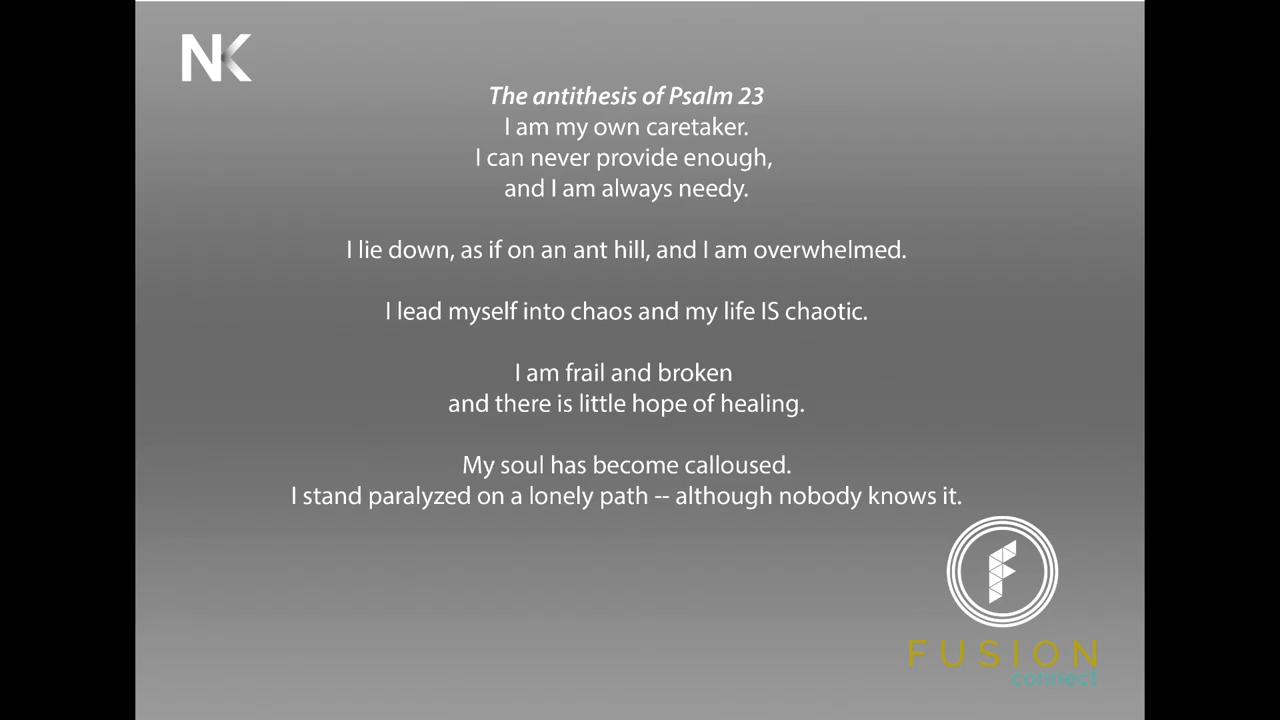 NK
The antithesis of Psalm 23
I am my own caretaker.
I can never provide enough,
and I am always needy.
I lie down, as if on an ant hill, and I am overwhelmed.
I lead myself into chaos and my life IS chaotic.
I am frail and broken
and there is little hope of healing.
My soul has become calloused.
I stand paralyzed on a lonely path -- although nobody knows it.
F
FUSION
connect